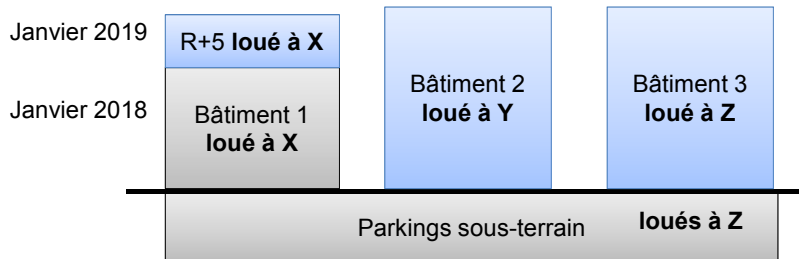 Janvier 2019
R+5 loué à X
Janvier 2018
Bâtiment 1
loué à X
Bâtiment 2
loué à Y
Bâtiment 3
loué à Z
Parkings sous-terrain
loués à Z